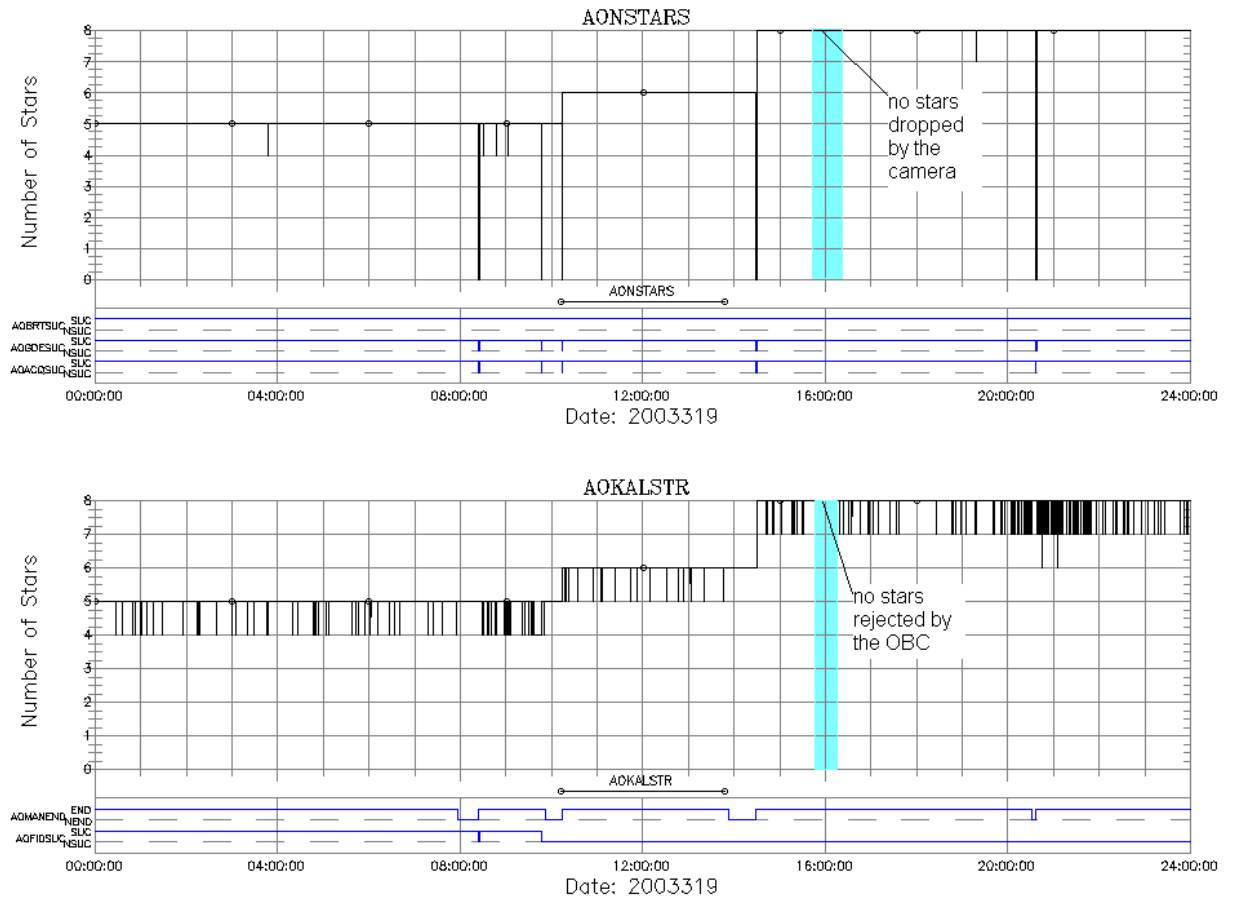 AONSTARS
8
7
6
5
4
3
2
1
0
Number of Stars
no stars
dropped
by the
camera
AONSTARS
AOBRTSUC SUC
NSUC
AOGDESUC SUC
NSUC
AOACQSUC SUC
NSUC
00:00:00 04:00:00 08:00:00 12:00:00 16:00:00 20:00:00 24:00:00
Date: 2003319
AOKALSTR
8
7
6
5
4
3
2
1
0
Number of Stars
no stars
rejected by
the OBC
AOKALSTR
AOMANEND END
NEND
AOFIDSUC SUC
NSUC
00:00:00 04:00:00 08:00:00 12:00:00 16:00:00 20:00:00 24:00:00
Date: 2003319